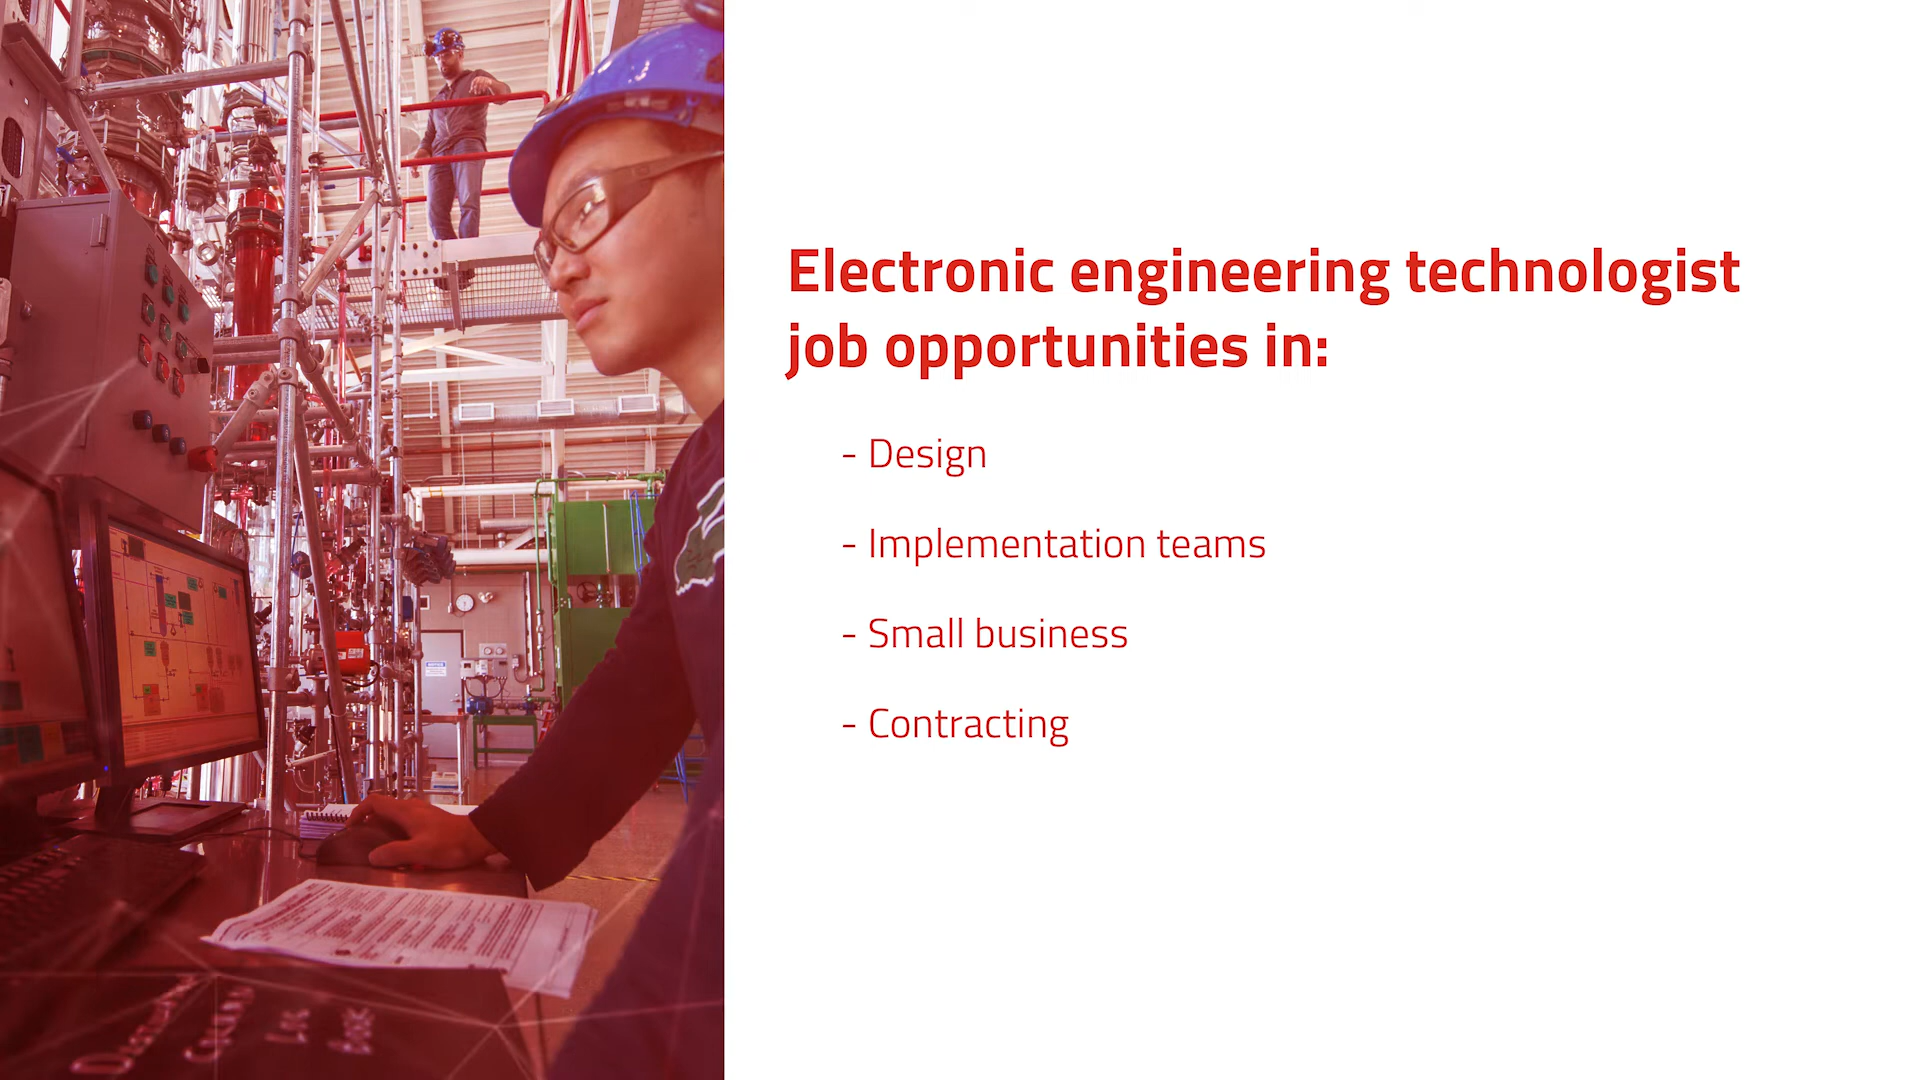 Electronic engineering technologist
job opportunities in:
- Design
- Implementation teams
- Small business
- Contracting